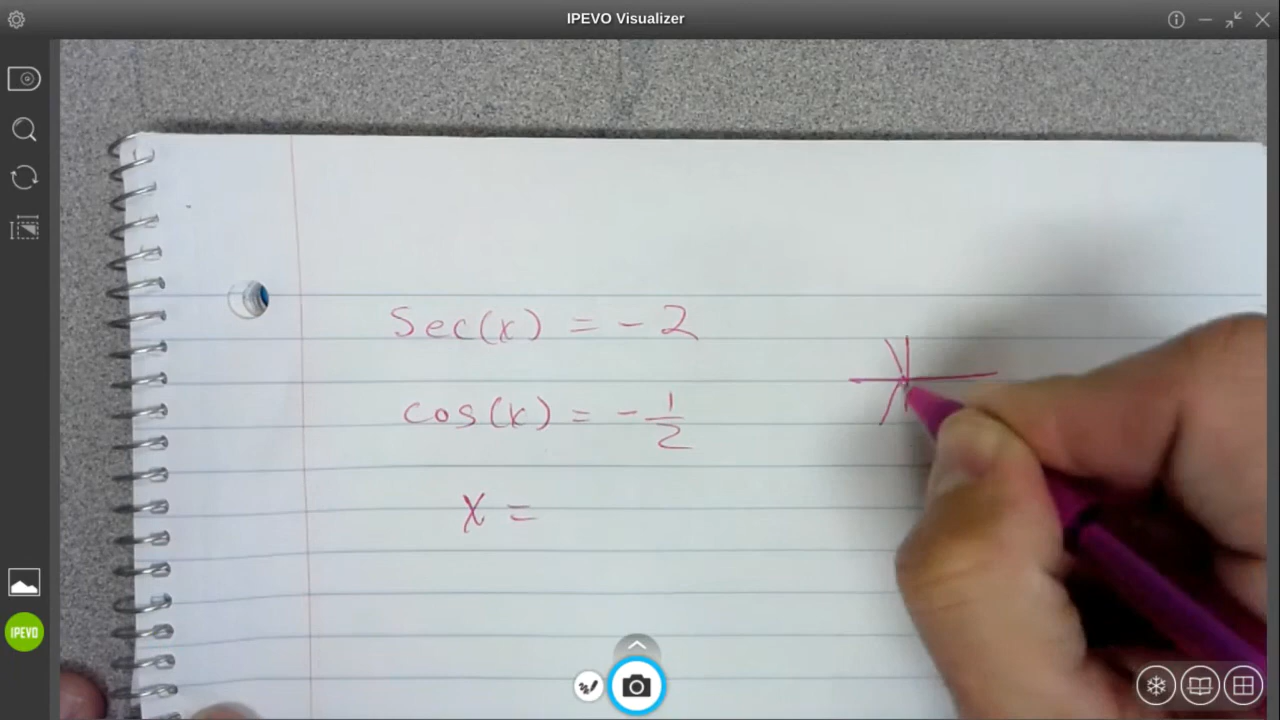 IPEVO Visualizer
Sec(x) = -2
cos(x) = -1/2
x =
IPEVO